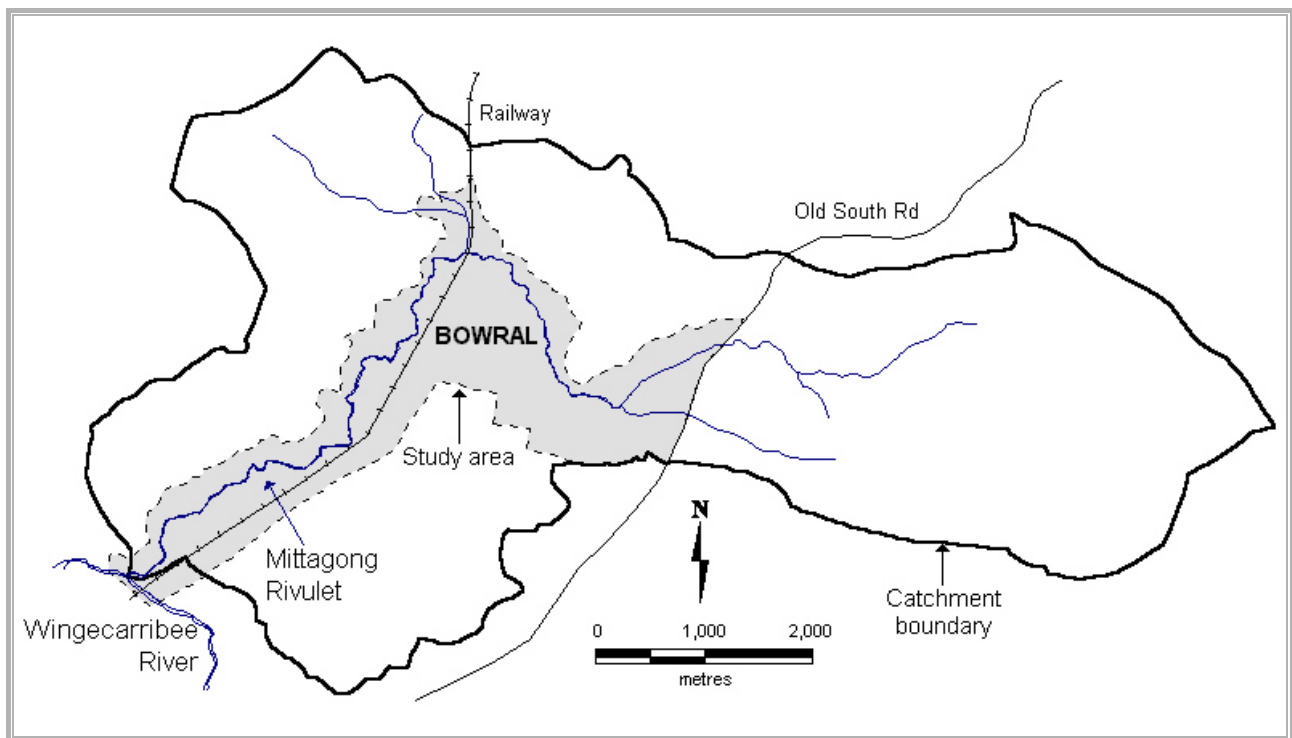 Railway
Old South Rd
BOWRAL
Study area
N
Mittagong
Rivulet
Wingecarribee
River
Catchment
boundary
0 1,000 2,000
metres